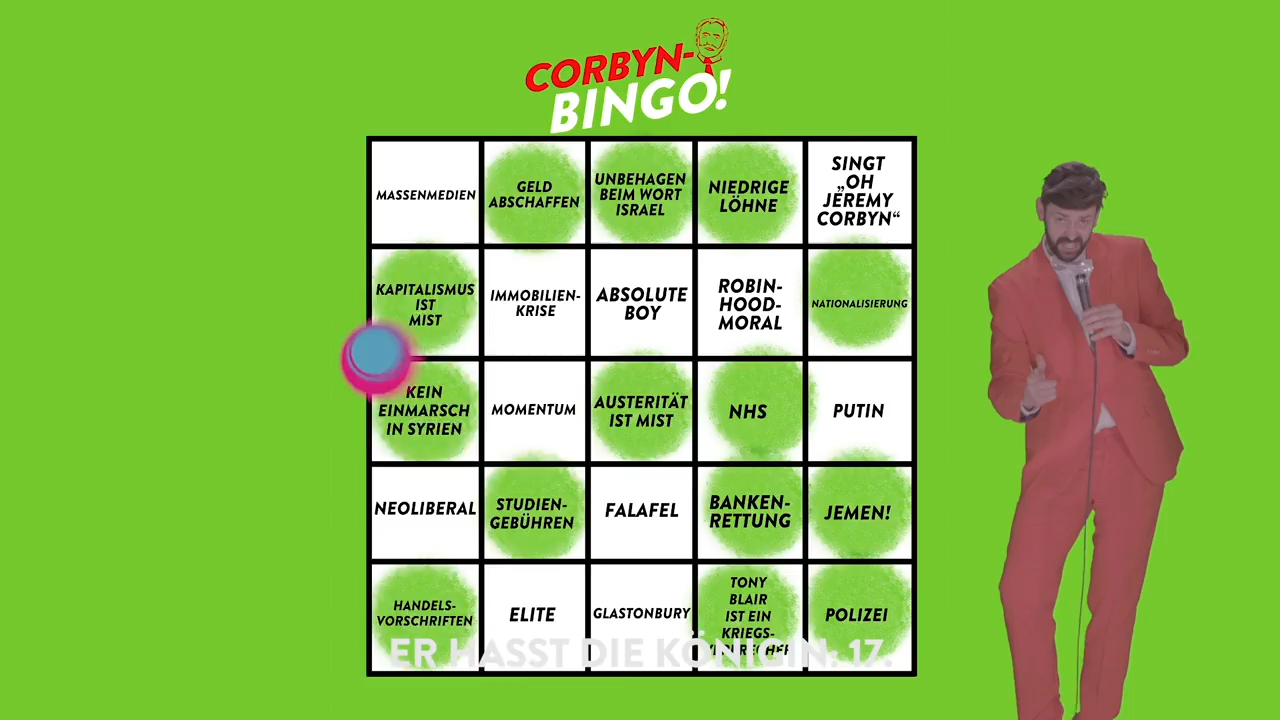 CORBYN-
BINGO!
MASSENMEDIEN
GELD
ABSCHAFFEN
UNBEHAGEN
BEIM WORT
ISRAEL
NIEDRIGE
LÖHNE
SINGT
„OH
JEREMY
CORBYN“
KAPITALISMUS
IST
MIST
IMMOBILIEN-
KRISE
ABSOLUTE
BOY
ROBIN-
HOOD-
MORAL
NATIONALISIERUNG
KEIN
EINMARSCH
IN SYRIEN
MOMENTUM
AUSTERITÄT
IST MIST
NHS
PUTIN
NEOLIBERAL
STUDIEN-
GEBÜHREN
FALAFEL
BANKEN-
RETTUNG
JEMEN!
HANDELS-
VORSCHRIFTEN
ELITE
GLASTONBURY
TONY
BLAIR
IST EIN
KRIEGS-
POLIZEI
ER HASST DIE KÖNIGIN: 17.